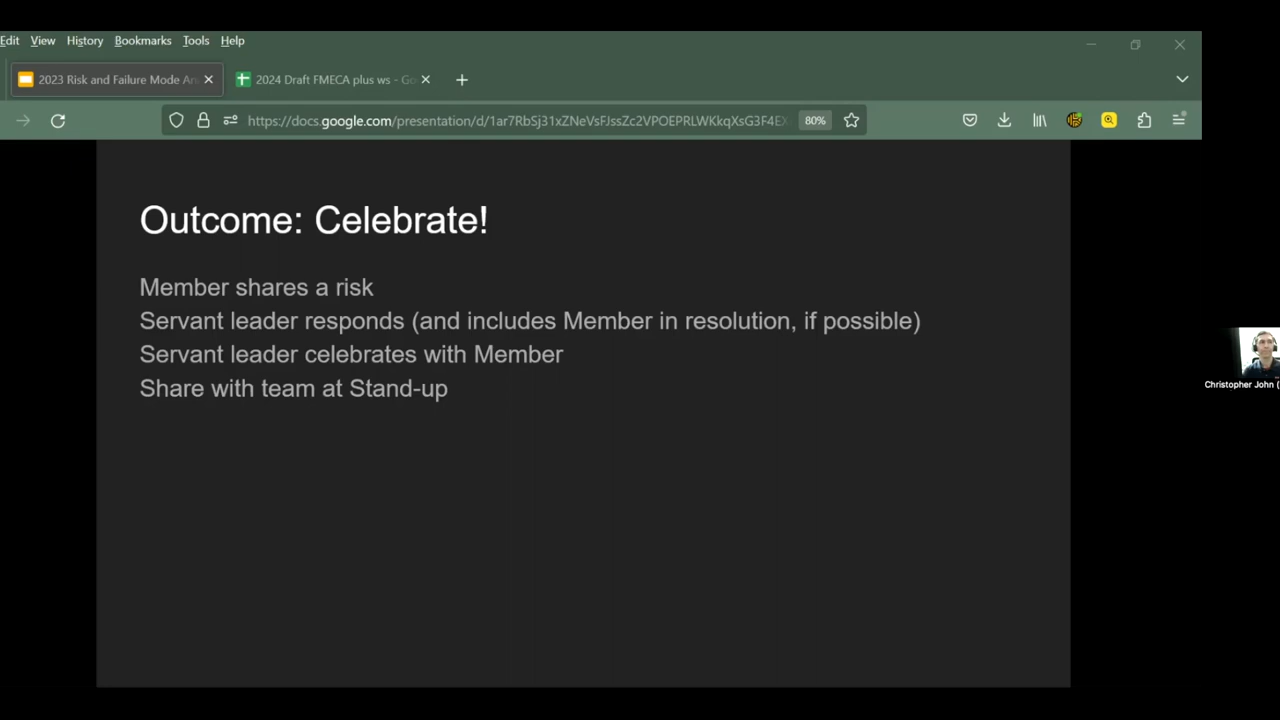 Edit View History Bookmarks Tools Help
2023 Risk and Failure Mode An
2024 Draft FMECA plus ws - Go
https://docs.google.com/presentation/d/1ar7RbSj31xZNeVsFJssZc2VPOEPRLWKkqXsG3F4EX
80%
Outcome: Celebrate!
Member shares a risk
Servant leader responds (and includes Member in resolution, if possible)
Servant leader celebrates with Member
Share with team at Stand-up
Christopher John (